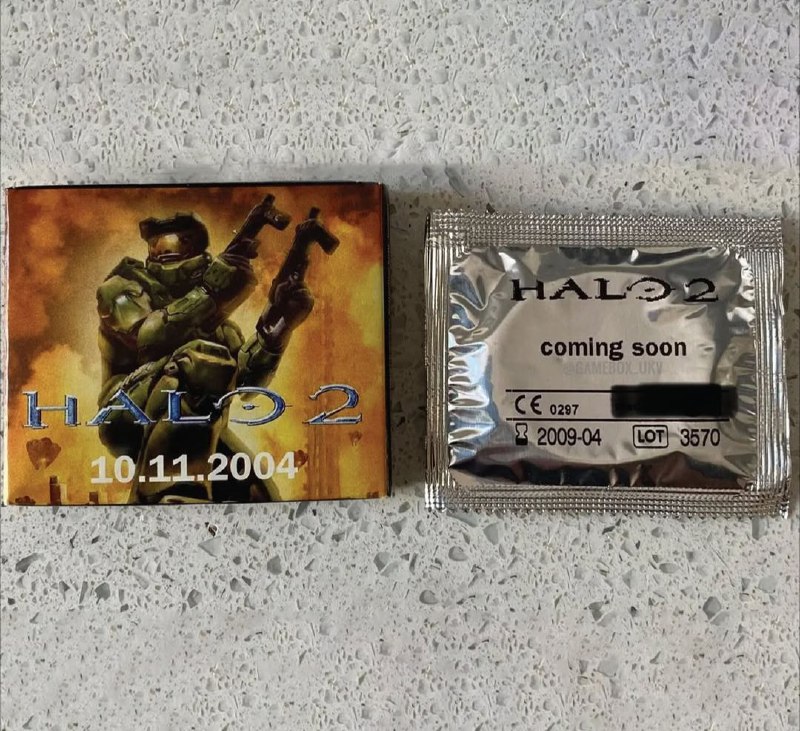 HALO 2
10.11.2004
HALO 2
coming soon
@GAMEBOX_UKV
CE 0297
2009-04 LOT 3570